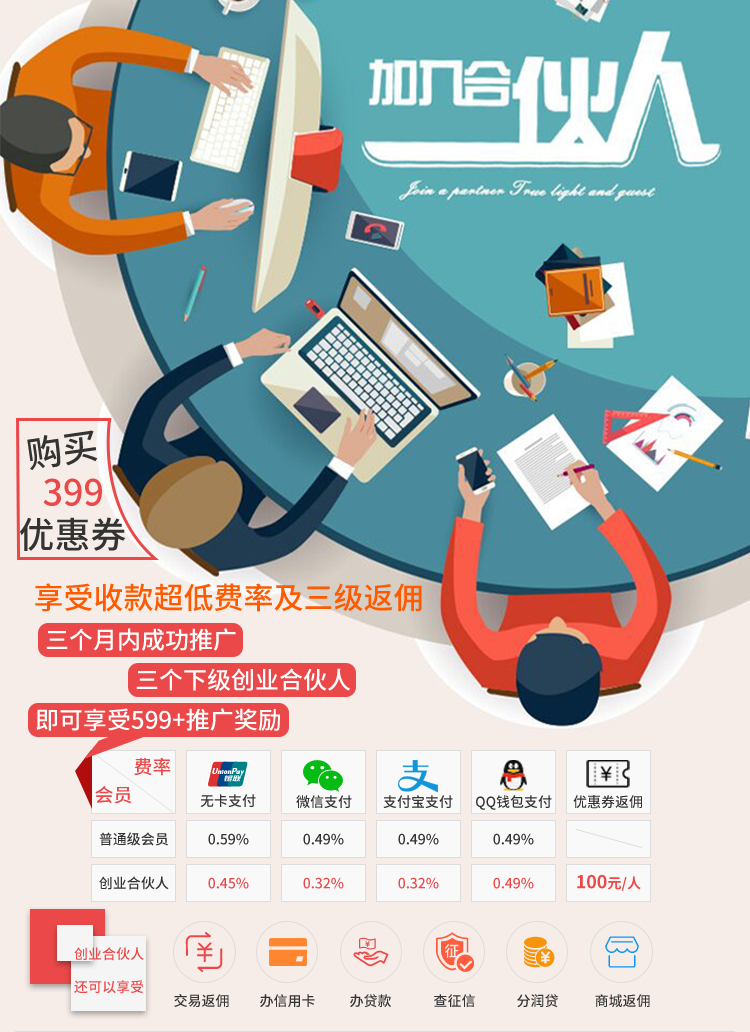 加入合伙人
Join a partner True light and guest
购买
399
优惠券
享受收款超低费率及三级返佣
三个月内成功推广
三个下级创业合伙人
即可享受599+推广奖励
费率
会员
UnionPay
银联
无卡支付
微信支付
支
支付宝支付
QQ钱包支付
¥
优惠券返佣
普通级会员 0.59% 0.49% 0.49% 0.49%
创业合伙人 0.45% 0.32% 0.32% 0.49% 100元/人
创业合伙人
还可以享受
¥
¥
征
¥
交易返佣 办信用卡 办贷款 查征信 分润贷 商城返佣